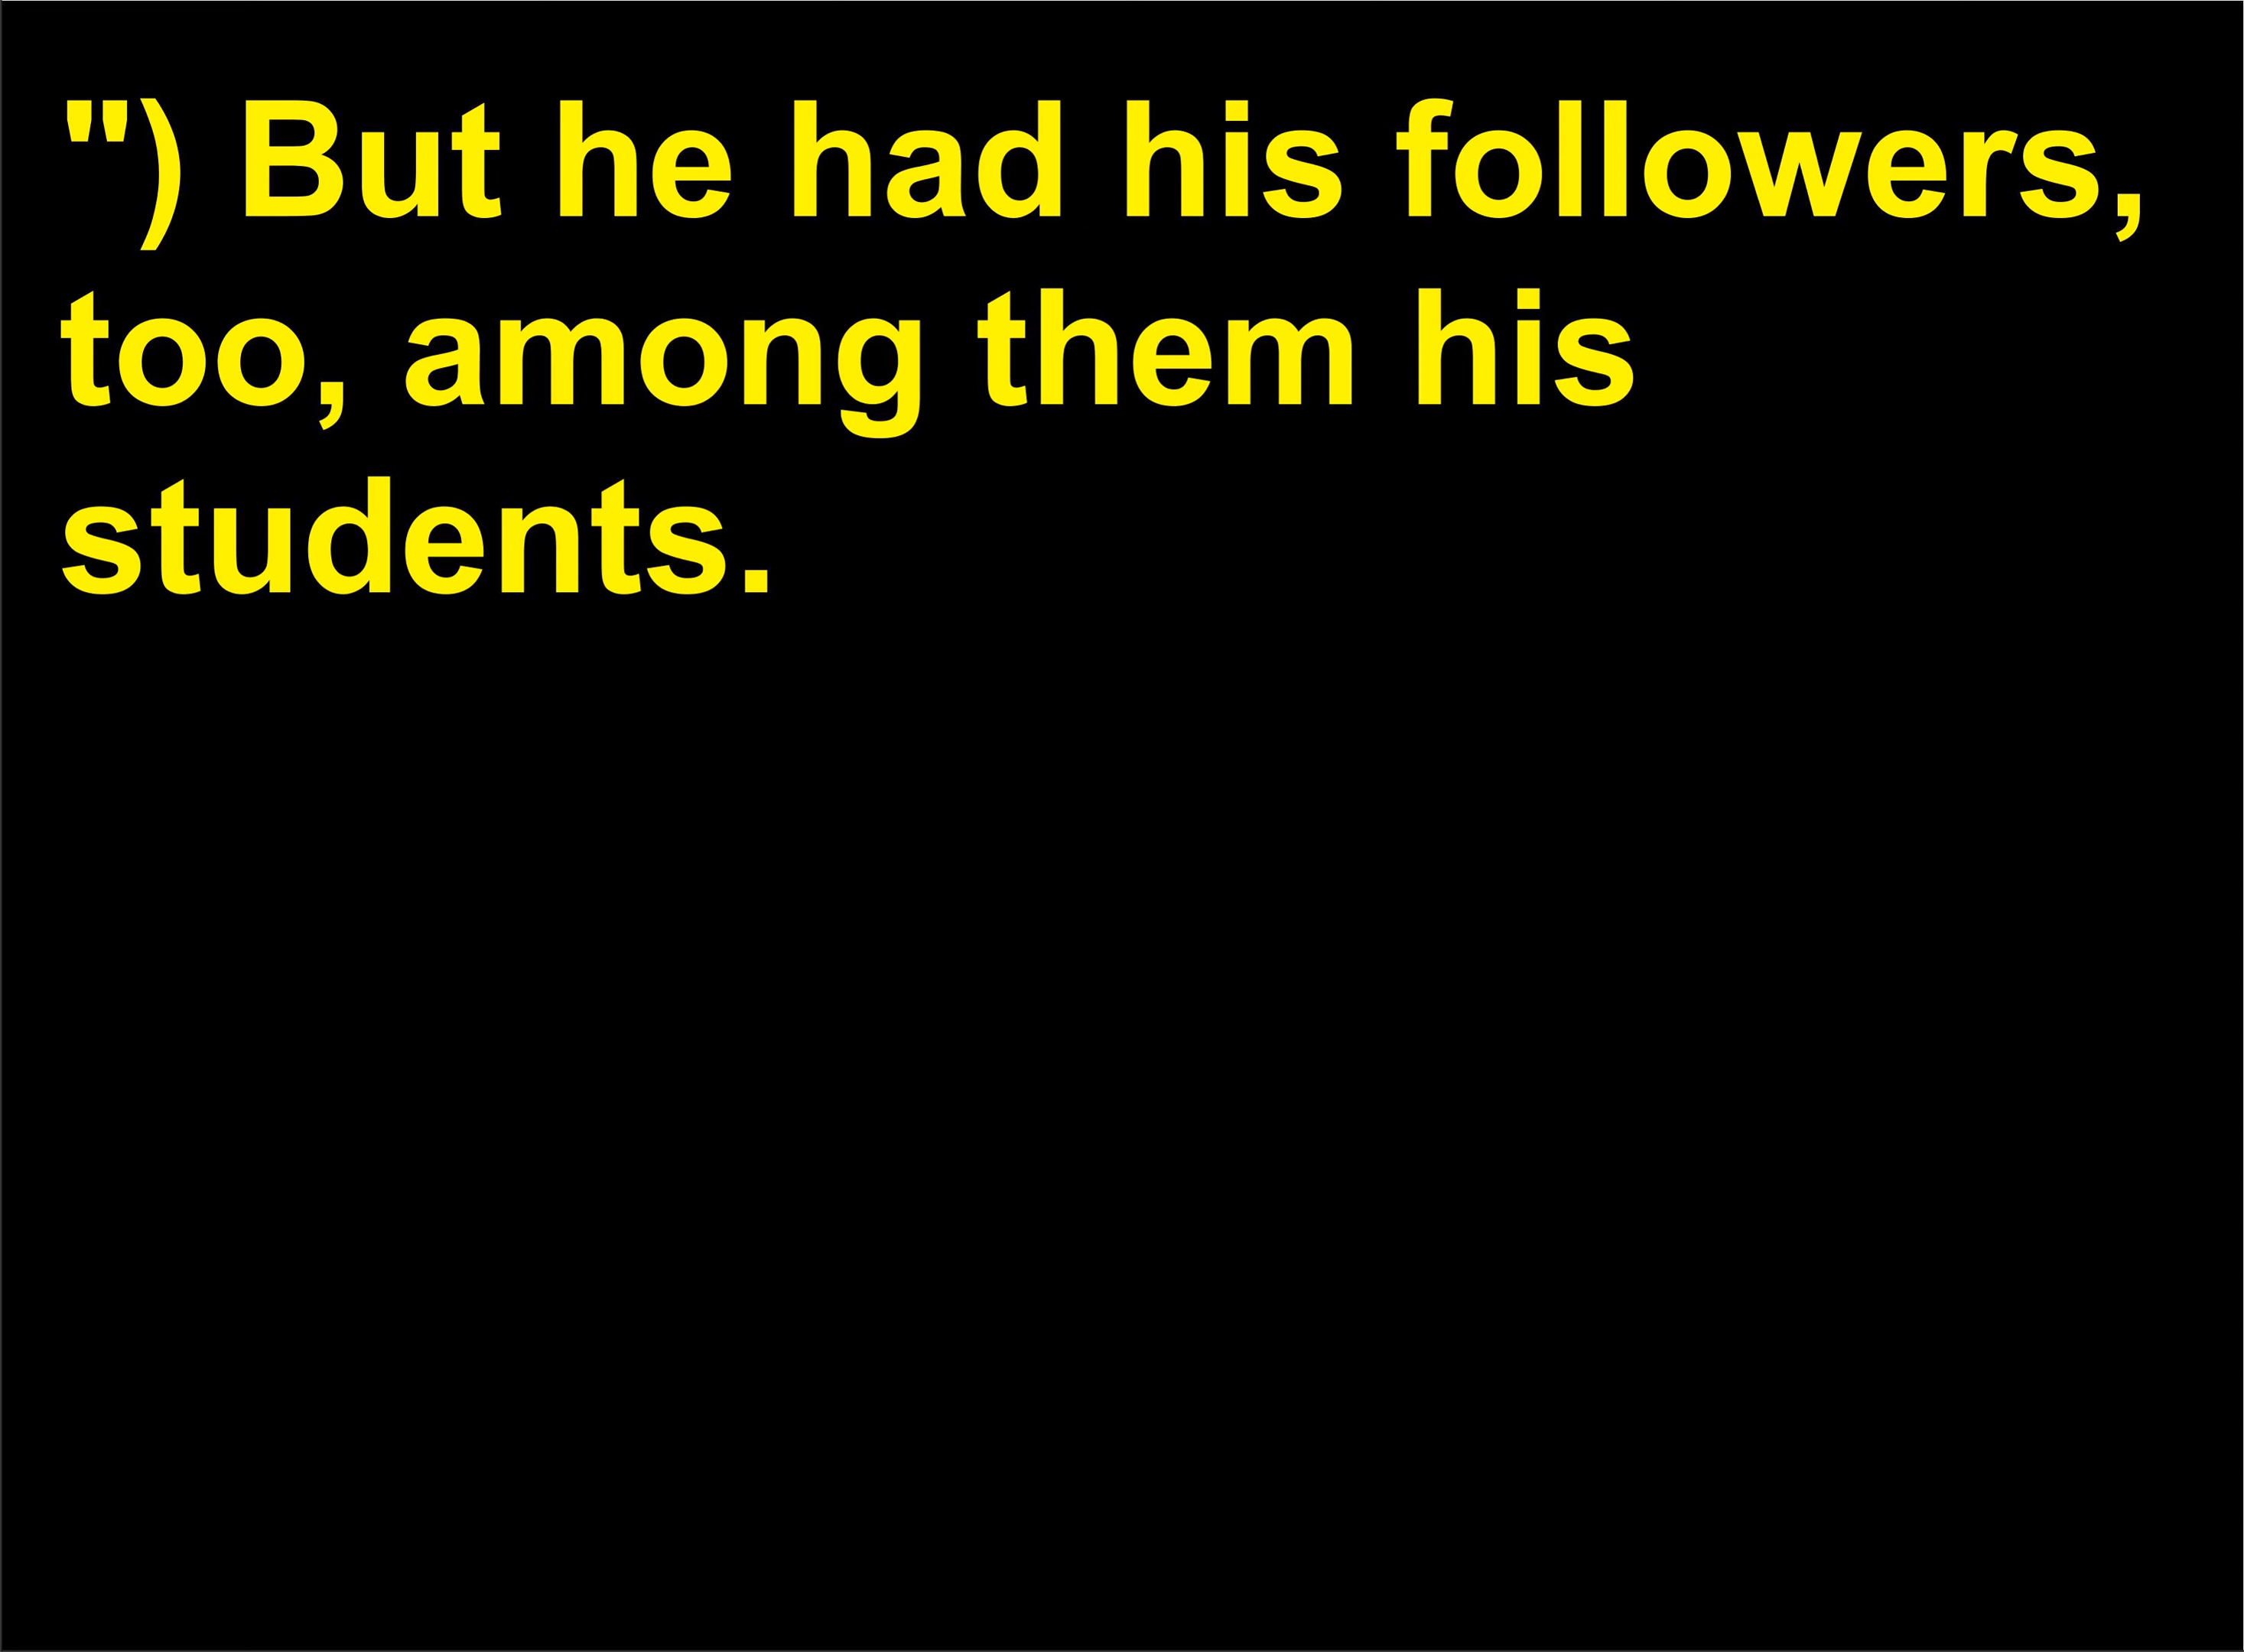 ") But he had his followers,
too, among them his
students.